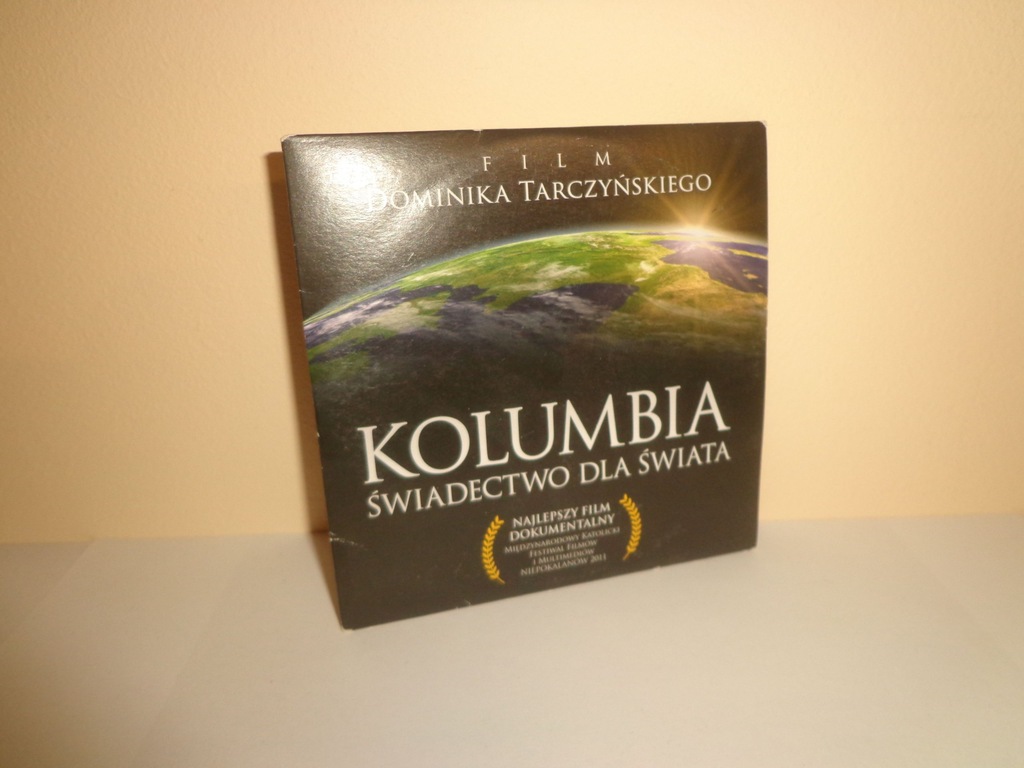 FILM
DOMINIKA TARCZYŃSKIEGO
KOLUMBIA
ŚWIADECTWO DLA ŚWIATA
NAJLEPSZY FILM
DOKUMENTALNY
MIĘDZYNARODOWY KATOLICKI
FESTIWAL FILMÓW
I MULTIMEDIÓW
NIEPOKALANÓW 2011